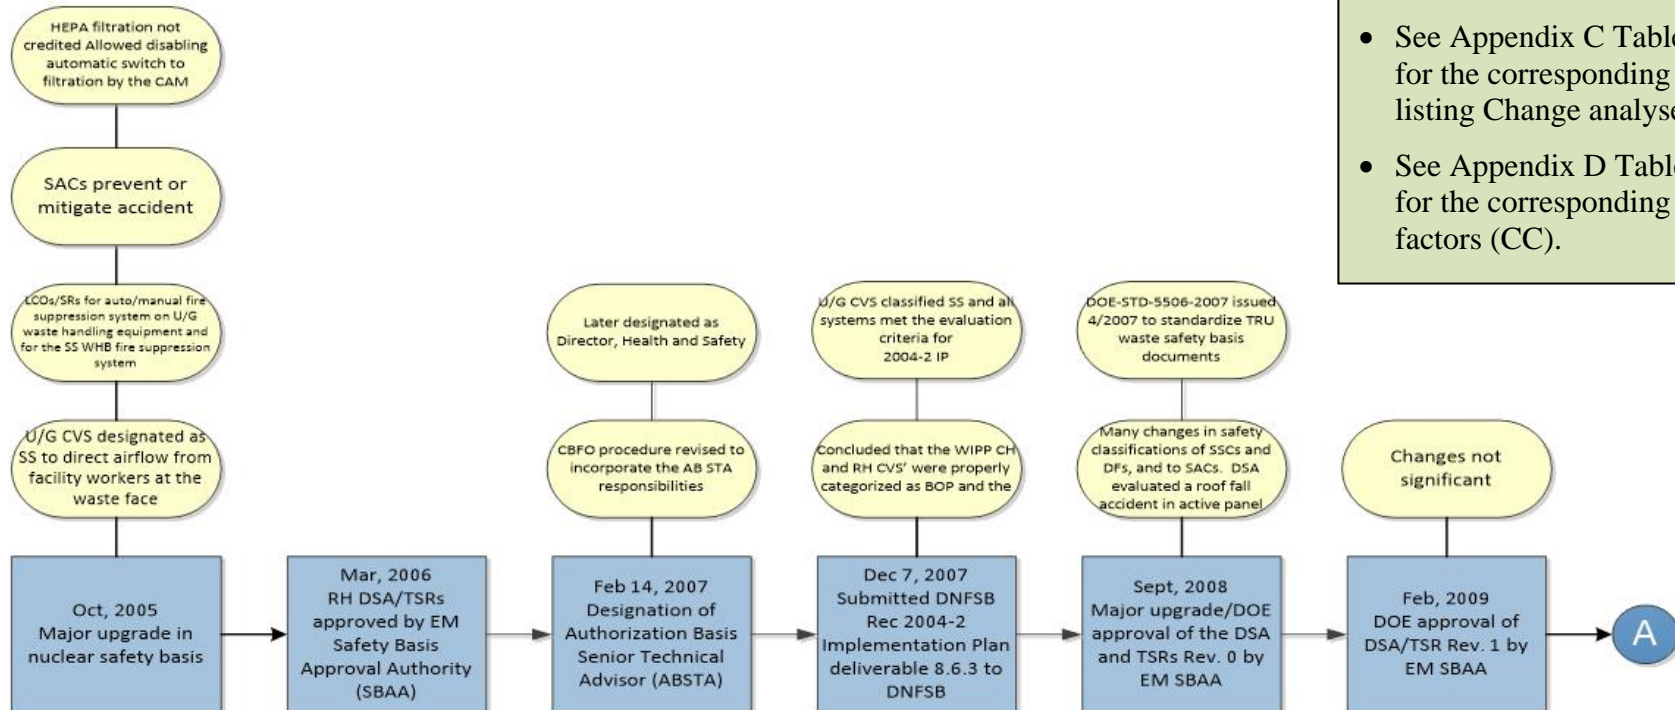 HEPA filtration not
credited Allowed disabling
automatic switch to
filtration by the CAM
SACs prevent or
mitigate accident
LCOs/SRs for auto/manual fire
suppression system on U/G
waste handling equipment and
for the SS WHB fire suppression
system
U/G CVS designated as
SS to direct airflow from
facility workers at the
waste face
Oct, 2005
Major upgrade in
nuclear safety basis
Mar, 2006
RH DSA/TSRs
approved by EM
Safety Basis
Approval Authority
(SBAA)
Later designated as
Director, Health and Safety
CBFO procedure revised to
incorporate the AB STA
responsibilities
Feb 14, 2007
Designation of
Authorization Basis
Senior Technical
Advisor (ABSTA)
U/G CVS classified SS and all
systems met the evaluation
criteria for
2004-2 IP
Concluded that the WIPP CH
and RH CVS’ were properly
categorized as BOP and the
Dec 7, 2007
Submitted DNFSB
Rec 2004-2
Implementation Plan
deliverable 8.6.3 to
DNFSB
DOE-STD-5506-2007 issued
4/2007 to standardize TRU
waste safety basis
documents
Many changes in safety
classifications of SSCs and
DFs, and to SACs. DSA
evaluated a roof fall
accident in active panel
Sept, 2008
Major upgrade/DOE
approval of the DSA
and TSRs Rev. 0 by
EM SBAA
Changes not
significant
Feb, 2009
DOE approval of
DSA/TSR Rev. 1 by
EM SBAA
A
• See Appendix C Table
for the corresponding
listing Change analyse
• See Appendix D Table
for the corresponding
factors (CC).